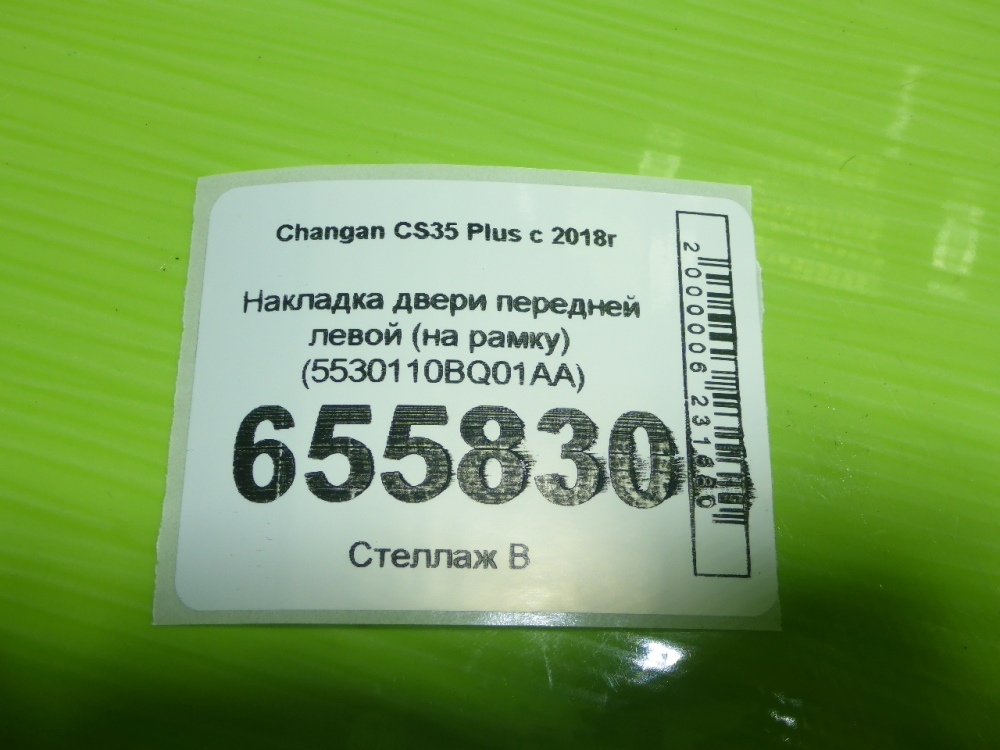 Changan CS35 Plus с 2018г
Накладка двери передней
левой (на рамку)
(5530110BQ01AA)
655830
Стеллаж B
2000006231680